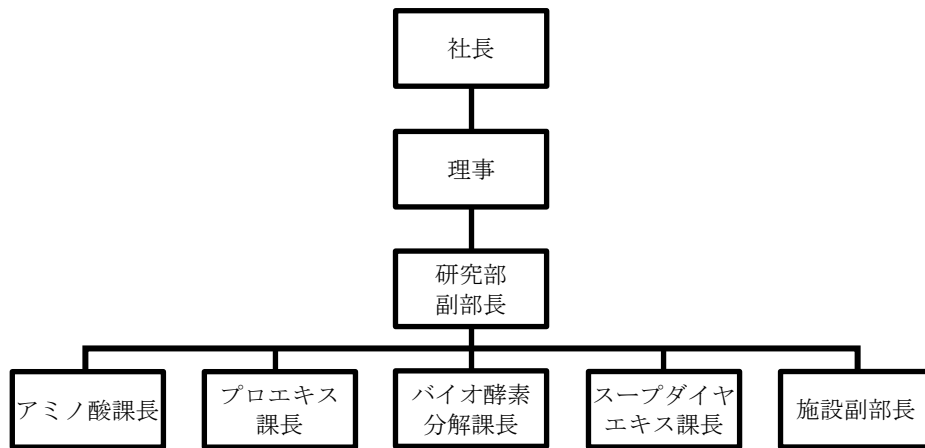 社長
理事
研究部
副部長
アミノ酸課長
プロエキス
課長
バイオ酵素
分解課長
スープダイヤ
エキス課長
施設副部長